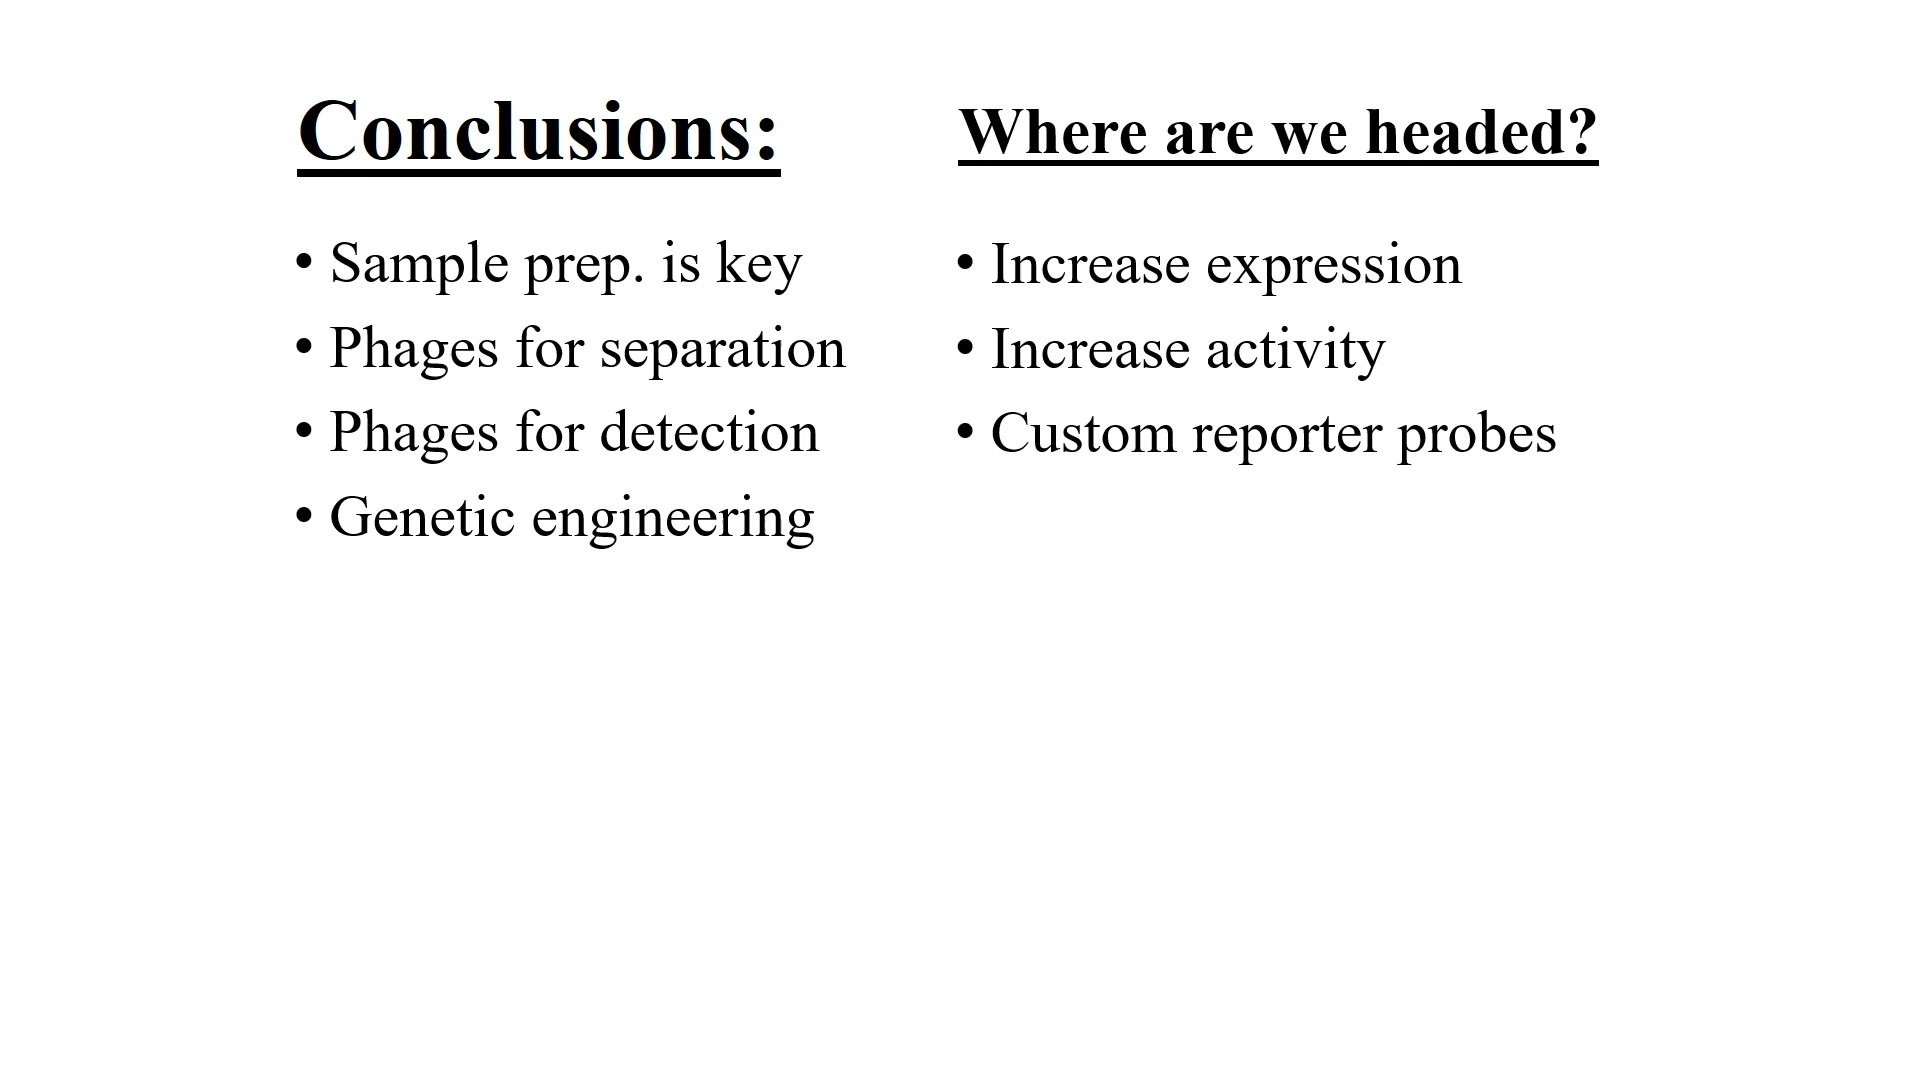 Conclusions:
• Sample prep. is key
• Phages for separation
• Phages for detection
• Genetic engineering
Where are we headed?
• Increase expression
• Increase activity
• Custom reporter probes